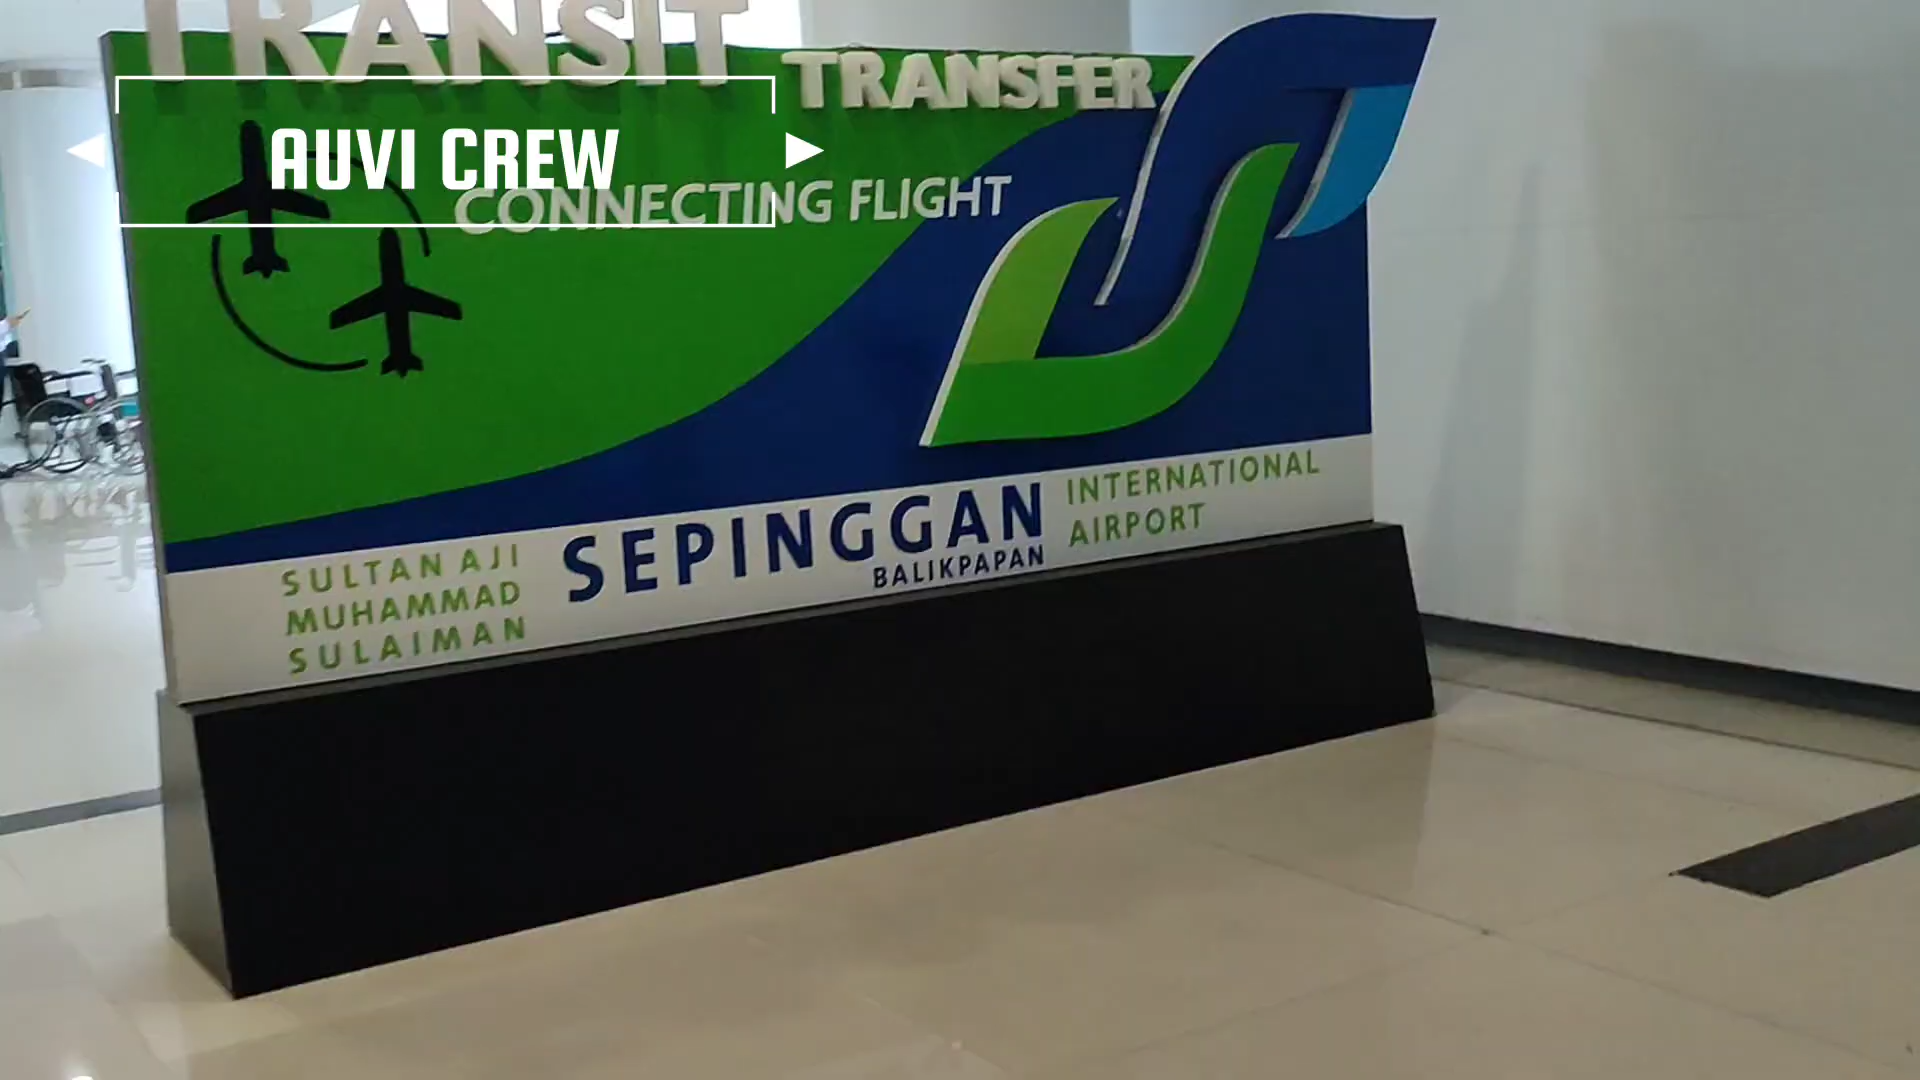 TRANSIT
TRANSFER
AUVI CREW
CONNECTING FLIGHT
SULTAN AJI
MUHAMMAD
SULAIMAN
SEPINGGAN
BALIKPAPAN
INTERNATIONAL
AIRPORT